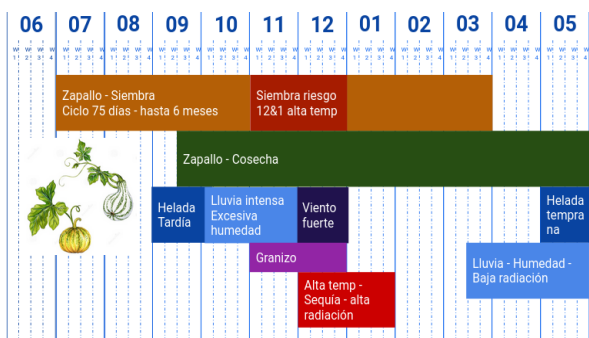 06 07 08 09 10 11 12 01 02 03 04 05
Zapallo - Siembra
Ciclo 75 días - hasta 6 meses
Siembra riesgo
12&1 alta temp
Zapallo - Cosecha
Helada
Tardía
Lluvia intensa
Excesiva
humedad
Viento
fuerte
Helada
tempra
na
Granizo
Lluvia - Humedad -
Baja radiación
Alta temp -
Sequía - alta
radiación